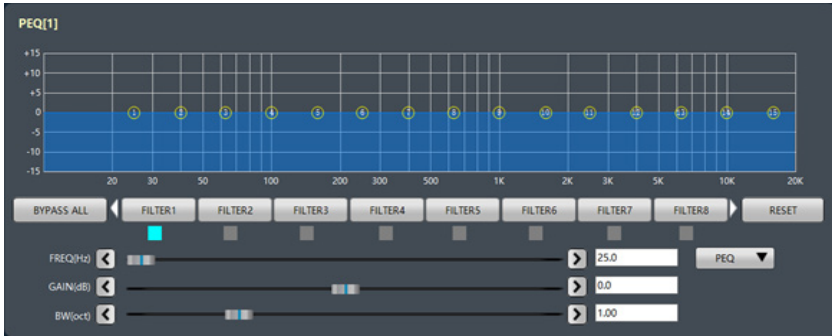 PEQ[1]
+15
+10
+5
0
-5
-10
-15
1 2 3 4 5 6 7 8 9 10 11 12 13 14 15
20 30 50 100 200 300 500 1K 2K 3K 5K 10K 20K
BYPASS ALL FILTER1 FILTER2 FILTER3 FILTER4 FILTER5 FILTER6 FILTER7 FILTER8 RESET
FREQ(Hz) 25.0 PEQ
GAIN(dB) 0.0
BW(oct) 1.00